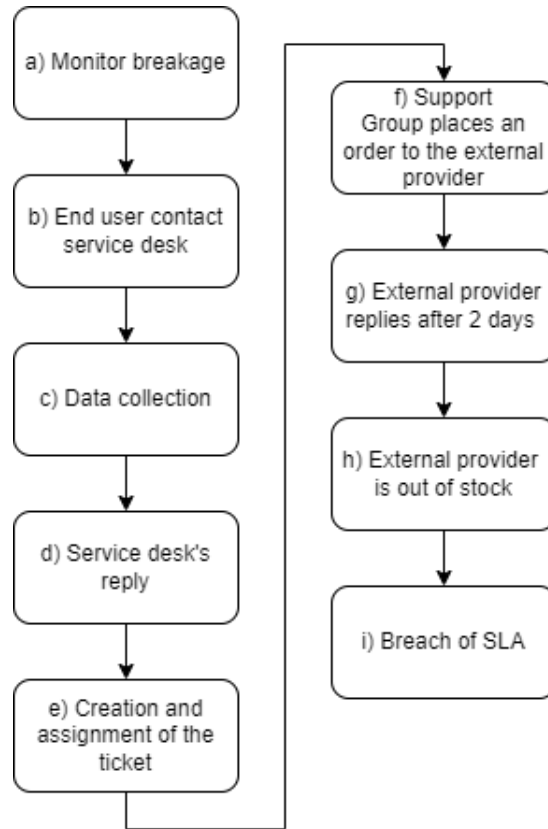 a) Monitor breakage
b) End user contact
service desk
c) Data collection
d) Service desk's
reply
e) Creation and
assignment of the
ticket
f) Support
Group places an
order to the external
provider
g) External provider
replies after 2 days
h) External provider
is out of stock
i) Breach of SLA